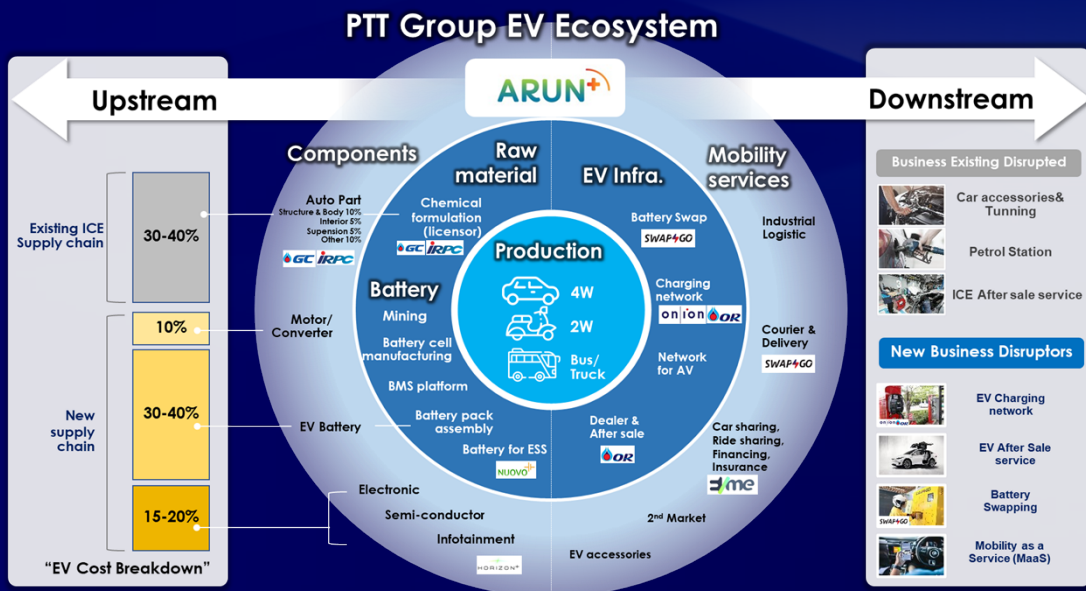 PTT Group EV Ecosystem
ARUN+
Upstream
Downstream
Existing ICE
Supply chain
30-40%
10%
New
supply
chain
30-40%
15-20%
"EV Cost Breakdown"
Components
Auto Part
Structure & Body 10%
Interior 5%
Supension 5%
Other 10%
GC IRPC
Motor/
Converter
EV Battery
Electronic
Semi-conductor
Infotainment
HORIZON+
Raw
material
Chemical
formulation
(licensor)
GC IRPC
Battery
Mining
Battery cell
manufacturing
BMS platform
Battery pack
assembly
Battery for ESS
NUOVO+
Production
4W
2W
Bus/
Truck
EV Infra.
Battery Swap
SWAP GO
Charging
network
on-ion OR
Network
for AV
Dealer &
After sale
OR
Mobility
services
Industrial
Logistic
Courier &
Delivery
SWAP GO
Car sharing,
Ride sharing,
Financing,
Insurance
EVme
2nd Market
EV accessories
Business Existing Disrupted
Car accessories&
Tunning
Petrol Station
ICE After sale service
New Business Disruptors
EV Charging
network
EV After Sale
service
Battery
Swapping
SWAP GO
Mobility as a
Service (MaaS)